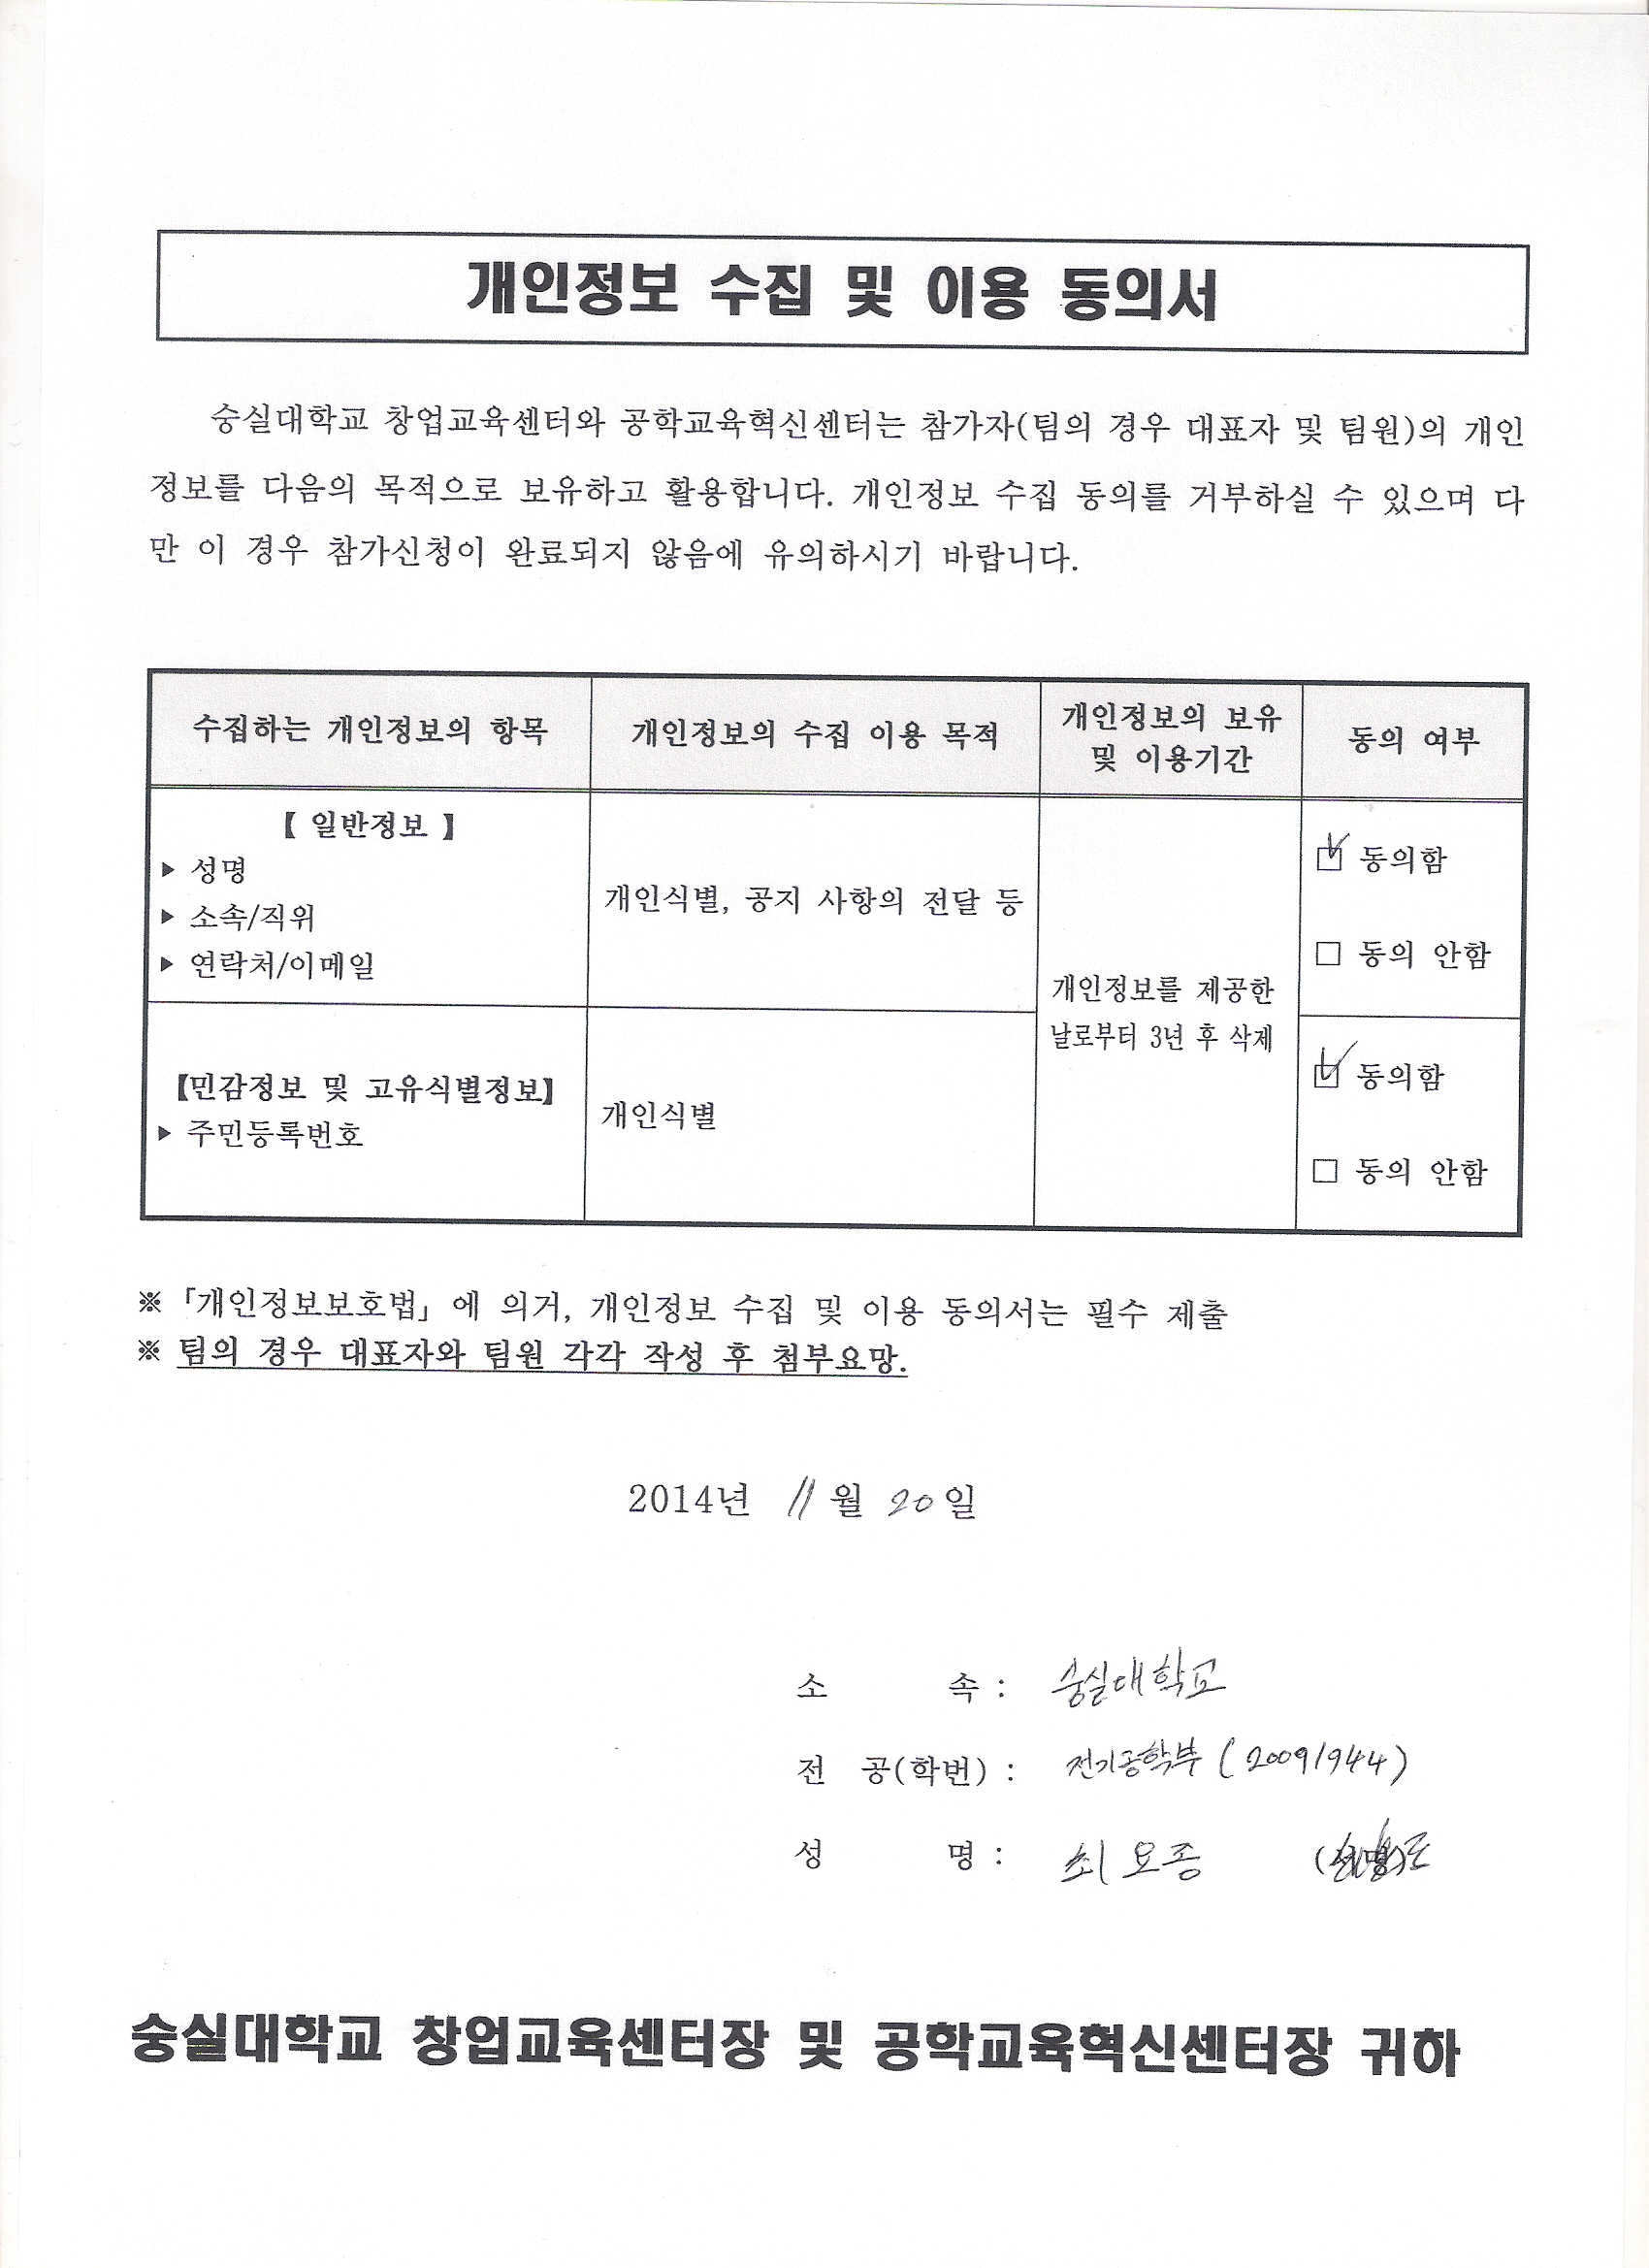 개인정보 수집 및 이용 동의서
숭실대학교 창업교육센터와 공학교육혁신센터는 참가자(팀의 경우 대표자 및 팀원)의 개인
정보를 다음의 목적으로 보유하고 활용합니다. 개인정보 수집 동의를 거부하실 수 있으며 다
만 이 경우 참가신청이 완료되지 않음에 유의하시기 바랍니다.
수집하는 개인정보의 항목
개인정보의 수집 이용 목적
개인정보의 보유
및 이용기간
동의 여부
【 일반정보 】
▶ 성명
▶ 소속/직위
▶ 연락처/이메일
개인식별, 공지 사항의 전달 등
개인정보를 제공한
날로부터 3년 후 삭제
☑ 동의함
□ 동의 안함
【민감정보 및 고유식별정보】
▶ 주민등록번호
개인식별
☑ 동의함
□ 동의 안함
※「개인정보보호법」에 의거, 개인정보 수집 및 이용 동의서는 필수 제출
※ 팀의 경우 대표자와 팀원 각각 작성 후 첨부요망.
2014년 11월 20일
소 속 : 숭실대학교
전 공(학번) : 전기공학부 (20091944)
성 명 : 최요종
숭실대학교 창업교육센터장 및 공학교육혁신센터장 귀하